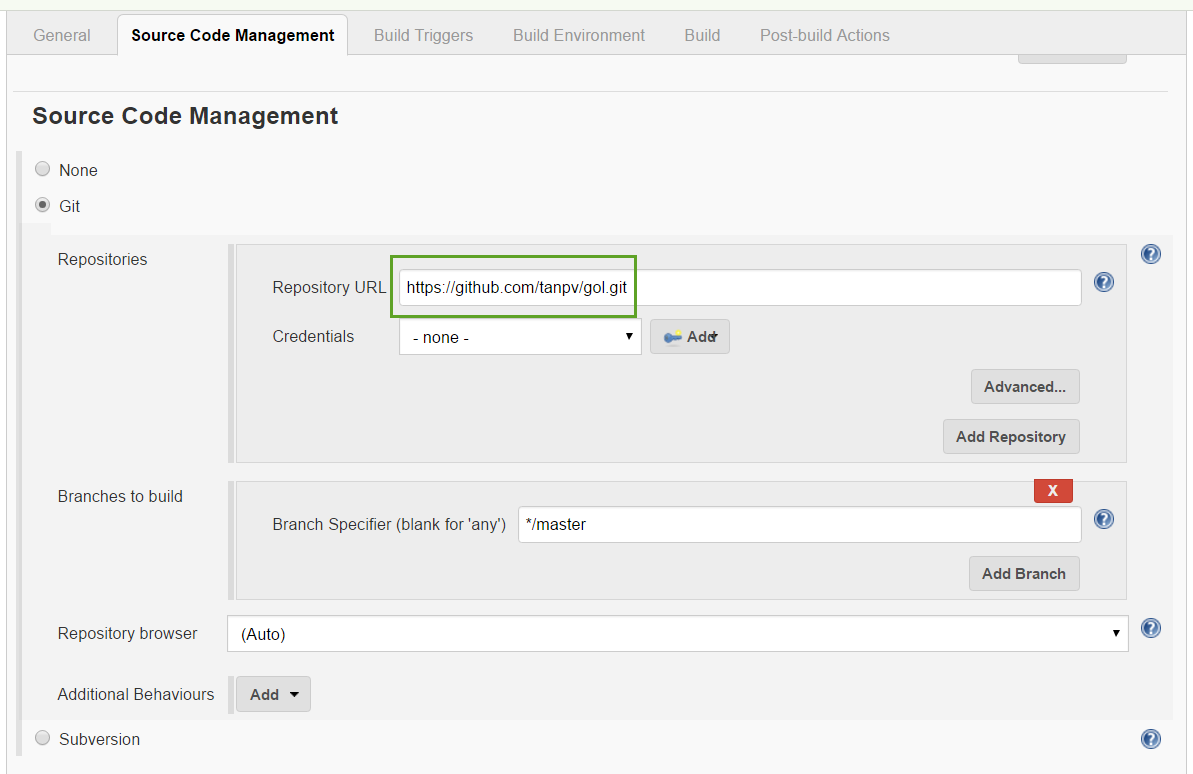 General Source Code Management Build Triggers Build Environment Build Post-build Actions
Source Code Management
None
Git
Repositories
Repository URL https://github.com/tanpv/gol.git
Credentials - none - Add
Advanced...
Add Repository
Branches to build
X
Branch Specifier (blank for 'any') */master
Add Branch
Repository browser (Auto)
Additional Behaviours Add
Subversion